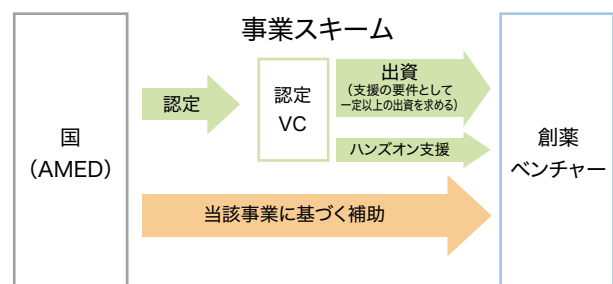 事業スキーム
国
(AMED)
認定
認定
VC
出資
(支援の要件として
一定以上の出資を求める)
ハンズオン支援
当該事業に基づく補助
創薬
ベンチャー